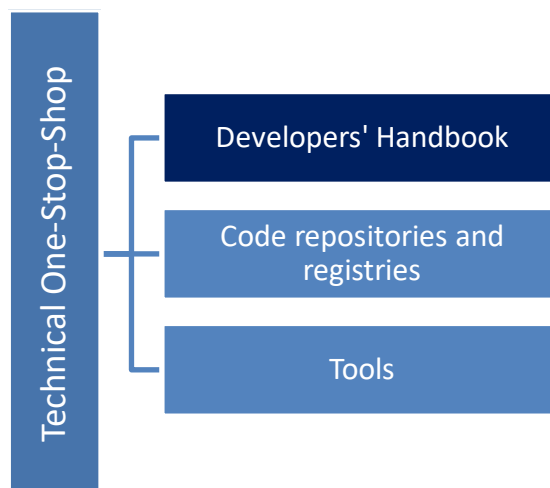 Technical One-Stop-Shop
Developers' Handbook
Code repositories and
registries
Tools